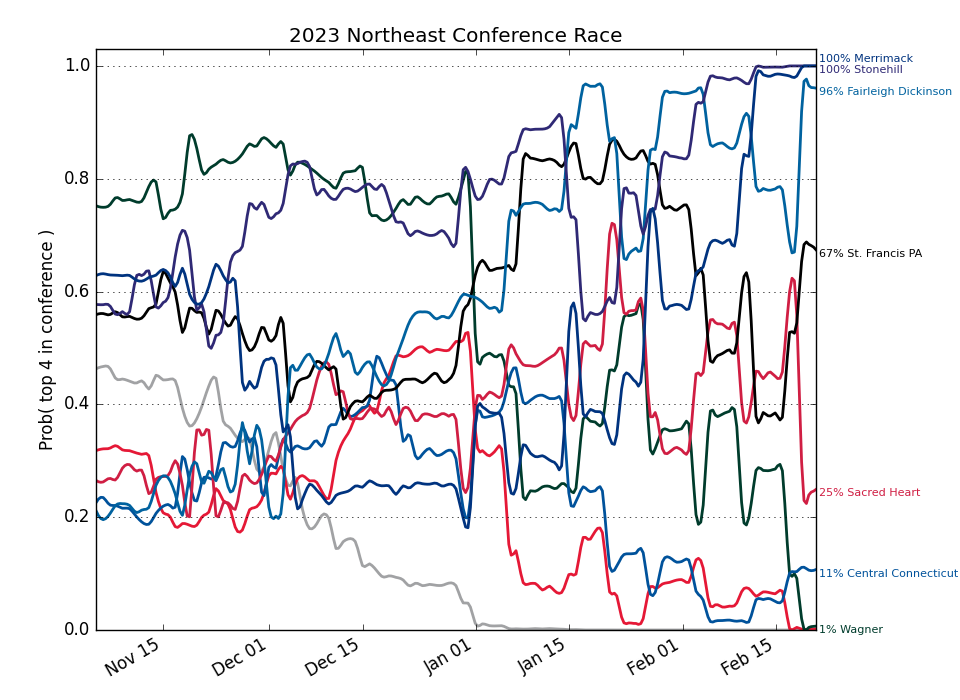 2023 Northeast Conference Race
Prob( top 4 in conference )
1.0
0.8
0.6
0.4
0.2
0.0
Nov 15
Dec 01
Dec 15
Jan 01
Jan 15
Feb 01
Feb 15
100% Merrimack
100% Stonehill
96% Fairleigh Dickinson
67% St. Francis PA
25% Sacred Heart
11% Central Connecticut
1% Wagner